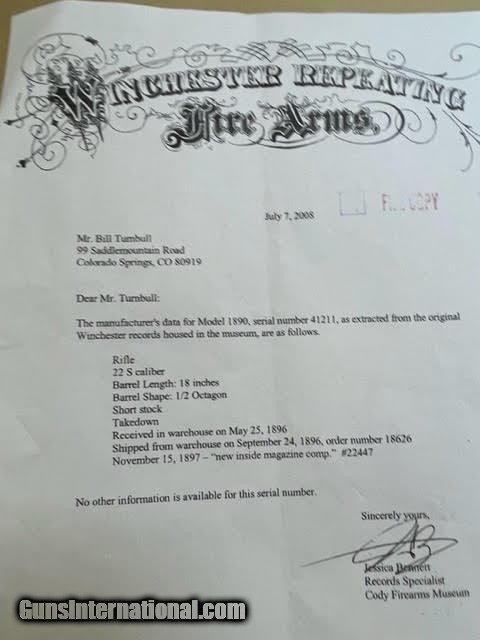 WINCHESTER REPEATING
Fire Arms.
FILE COPY
July 7, 2008
Mr. Bill Turnbull
99 Saddlemountain Road
Colorado Springs, CO 80919
Dear Mr. Turnbull:
The manufacturer's data for Model 1890, serial number 41211, as extracted from the original
Winchester records housed in the museum, are as follows.
Rifle
22 S caliber
Barrel Length: 18 inches
Barrel Shape: 1/2 Octagon
Short stock
Takedown
Received in warehouse on May 25, 1896
Shipped from warehouse on September 24, 1896, order number 18626
November 15, 1897 – "new inside magazine comp." #22447
No other information is available for this serial number.
Sincerely yours,
Jessica Bennett
Records Specialist
Cody Firearms Museum
GunsInternational.com